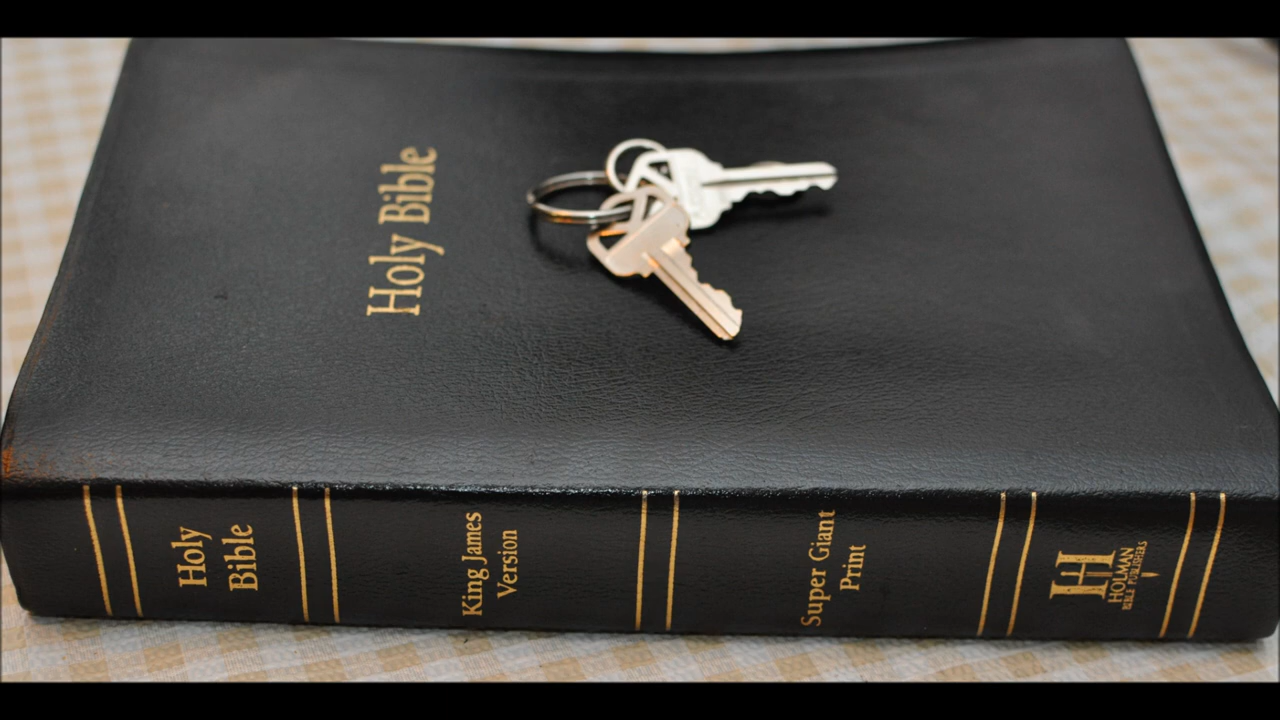 Holy Bible
Holy
Bible
King James
Version
Super Giant
Print
HOLMAN
BIBLE PUBLISHERS